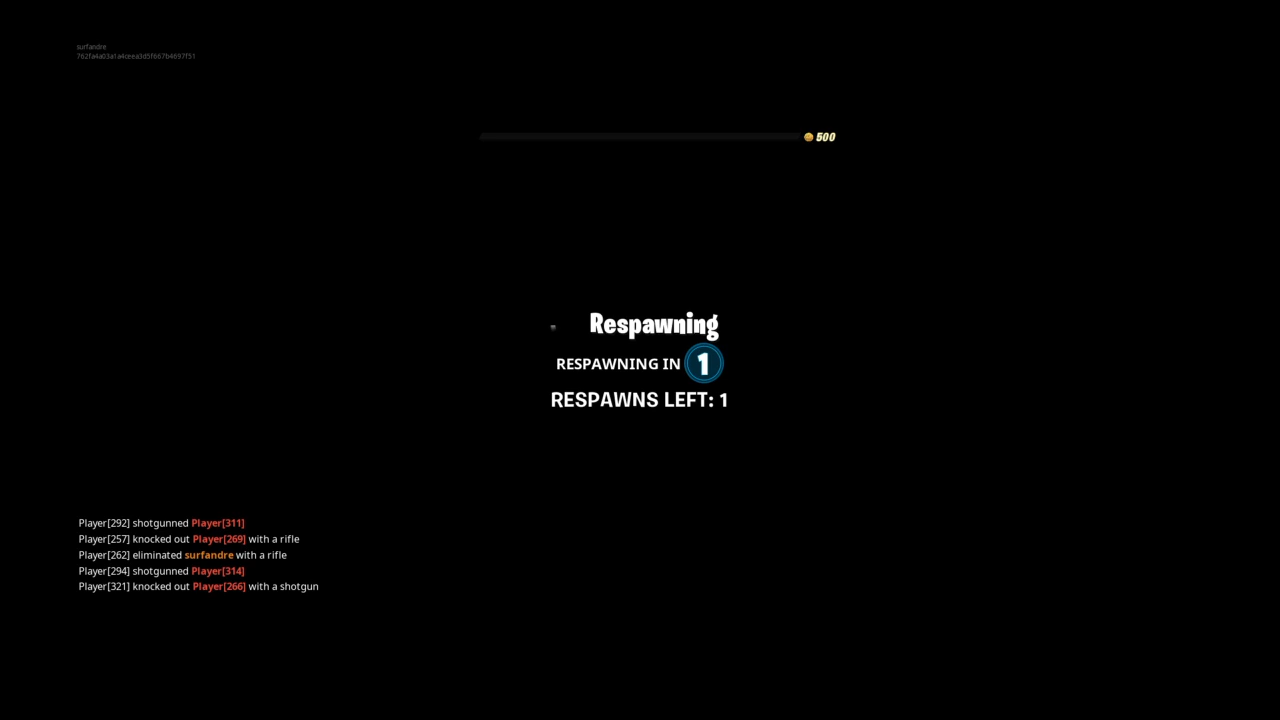 surfandre
762fa4a03a1a4ceea3d5f667b4697f51
500
Respawning
RESPAWNING IN 1
RESPAWNS LEFT: 1
Player[292] shotgunned Player[311]
Player[257] knocked out Player[269] with a rifle
Player[262] eliminated surfandre with a rifle
Player[294] shotgunned Player[314]
Player[321] knocked out Player[266] with a shotgun